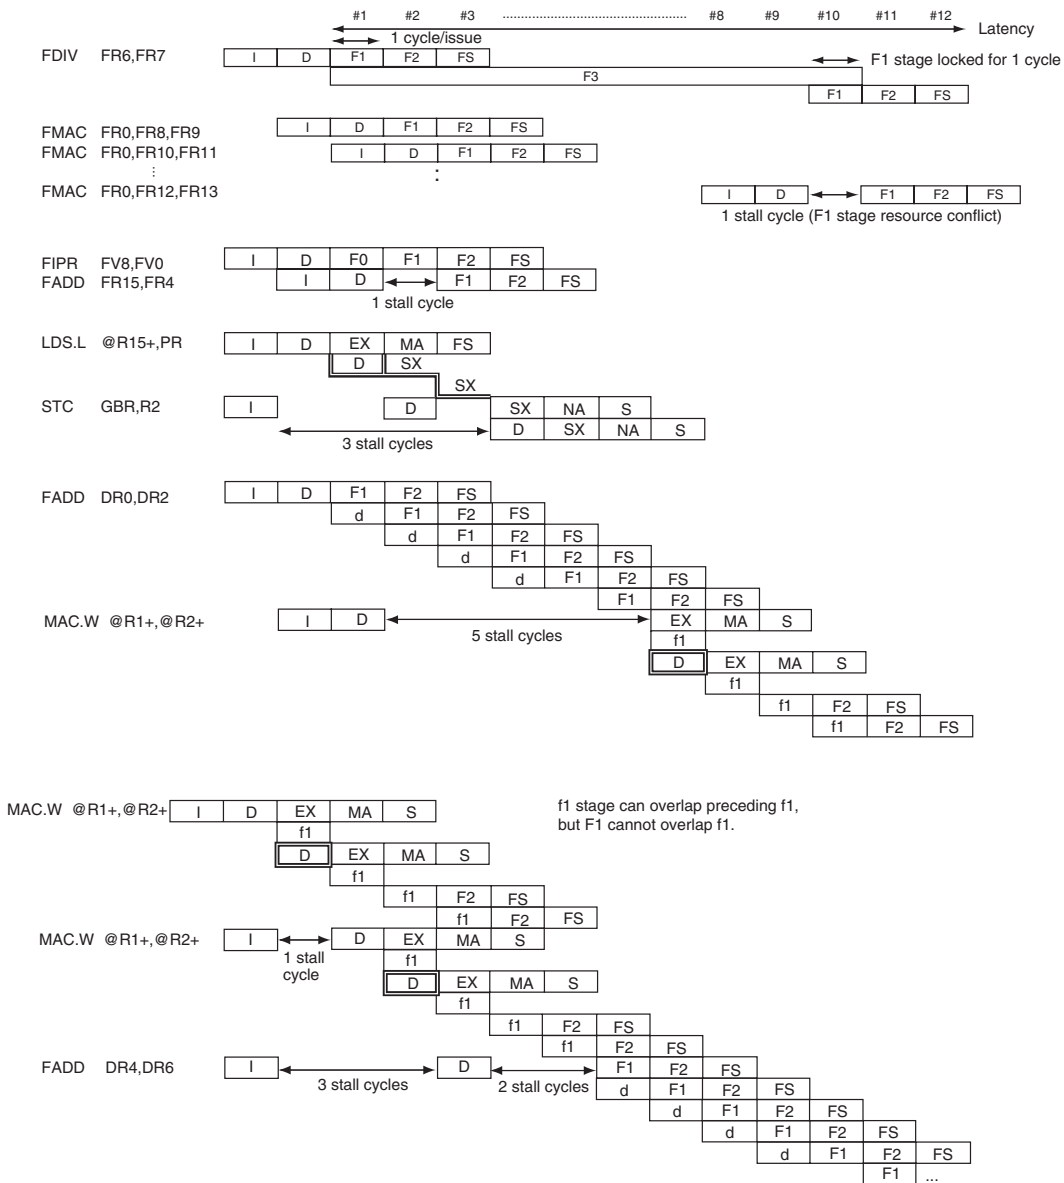 #1 #2 #3 ........................................................ #8 #9 #10 #11 #12
Latency
1 cycle/issue
FDIV FR6,FR7 I D F1 F2 FS F1 stage locked for 1 cycle
F3
F1 F2 FS
FMAC FR0,FR8,FR9 I D F1 F2 FS
FMAC FR0,FR10,FR11 I D F1 F2 FS
⋮ :
FMAC FR0,FR12,FR13 I D F1 F2 FS
1 stall cycle (F1 stage resource conflict)
FIPR FV8,FV0 I D F0 F1 F2 FS
FADD FR15,FR4 I D F1 F2 FS
1 stall cycle
LDS.L @R15+,PR I D EX MA FS
D SX
SX
STC GBR,R2 I D SX NA S
D SX NA S
3 stall cycles
FADD DR0,DR2 I D F1 F2 FS
d F1 F2 FS
d F1 F2 FS
d F1 F2 FS
d F1 F2 FS
F1 F2 FS
MAC.W @R1+,@R2+ I D 5 stall cycles EX MA S
f1
D EX MA S
f1
f1 F2 FS
f1 F2 FS
MAC.W @R1+,@R2+ I D EX MA S
f1
D EX MA S
f1
f1 F2 FS
f1 F2 FS
f1 stage can overlap preceding f1,
but F1 cannot overlap f1.
MAC.W @R1+,@R2+ I D EX MA S
1 stall
cycle
f1
D EX MA S
f1
f1 F2 FS
f1 F2 FS
FADD DR4,DR6 I D F1 F2 FS
3 stall cycles 2 stall cycles
d F1 F2 FS
d F1 F2 FS
d F1 F2 FS
d F1 F2 FS
F1 ...